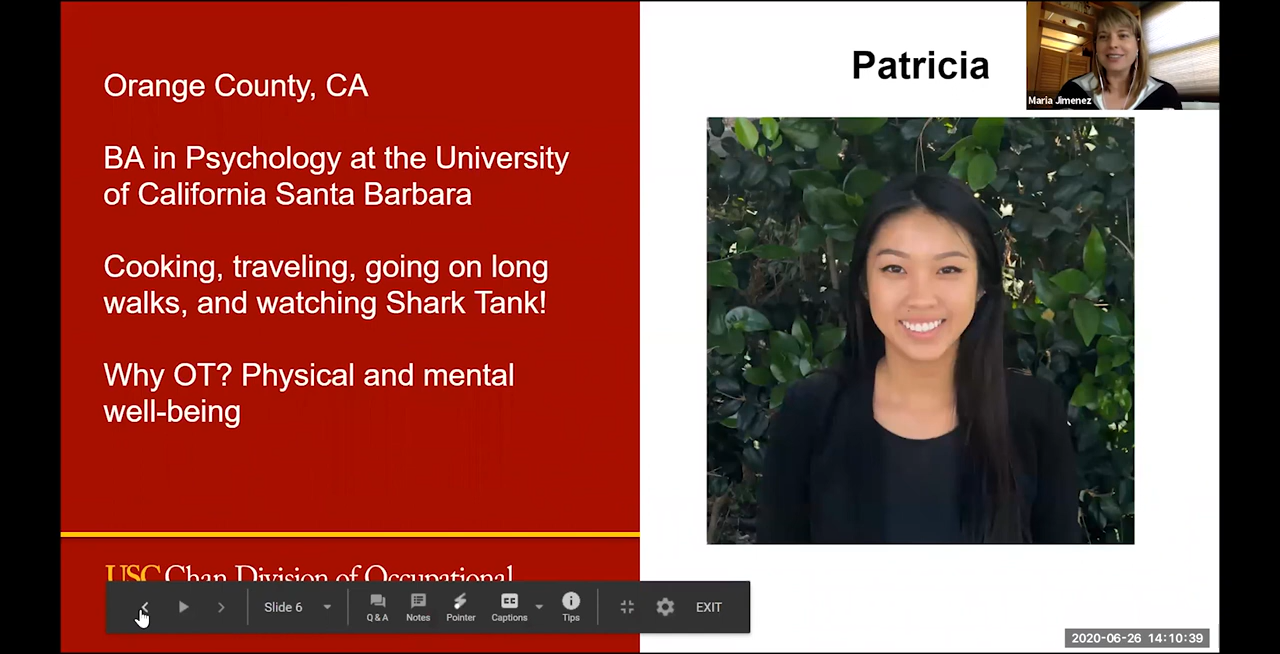 Orange County, CA
BA in Psychology at the University
of California Santa Barbara
Cooking, traveling, going on long
walks, and watching Shark Tank!
Why OT? Physical and mental
well-being
USC Chan Division of Occupational
Patricia
Maria Jimenez
Slide 6
Q&A
Notes
Pointer
Captions
Tips
EXIT
2020-06-26 14:10:39